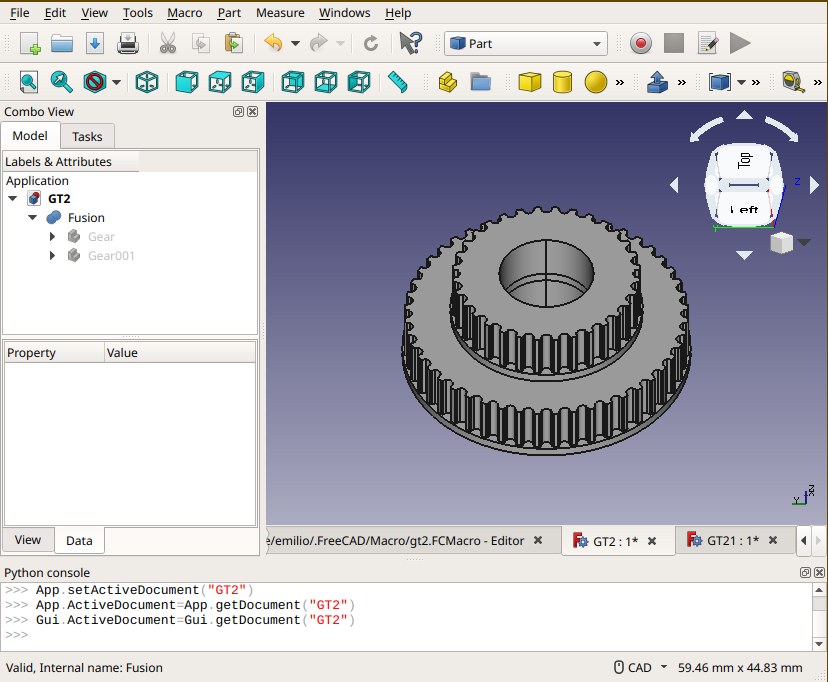 File Edit View Tools Macro Part Measure Windows Help
Part
Combo View
Model Tasks
Labels & Attributes
Application
GT2
Fusion
Gear
Gear001
Property Value
View Data
Top
Left
Z
Y Z
e/emilio/.FreeCAD/Macro/gt2.FCMacro - Editor
GT2 : 1*
GT21 : 1*
Python console
>>> App.setActiveDocument("GT2")
>>> App.ActiveDocument=App.getDocument("GT2")
>>> Gui.ActiveDocument=Gui.getDocument("GT2")
>>>
Valid, Internal name: Fusion
CAD
59.46 mm x 44.83 mm